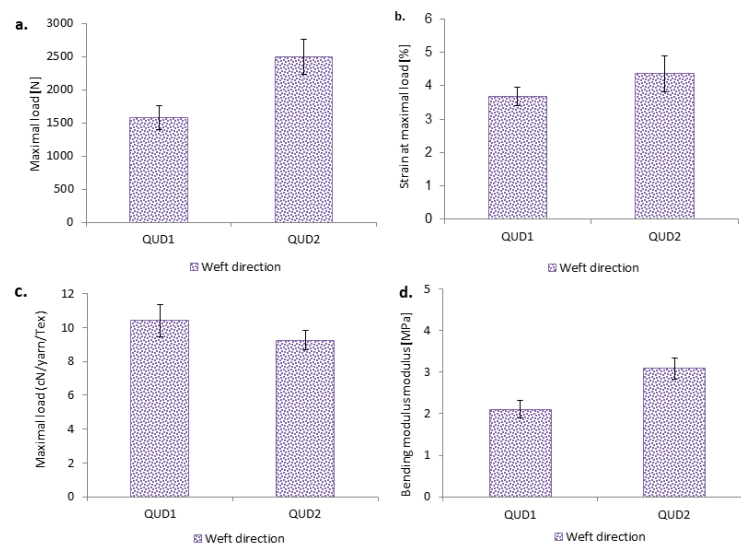 a.
Maximal load [N]
3000
2500
2000
1500
1000
500
0
QUD1 QUD2
Weft direction
b.
Strain at maximal load [%]
6
5
4
3
2
1
0
QUD1 QUD2
Weft direction
c.
Maximal load (cN/yarn/Tex)
12
10
8
6
4
2
0
QUD1 QUD2
Weft direction
d.
Bending modulus modulus [MPa]
5
4
3
2
1
0
QUD1 QUD2
Weft direction